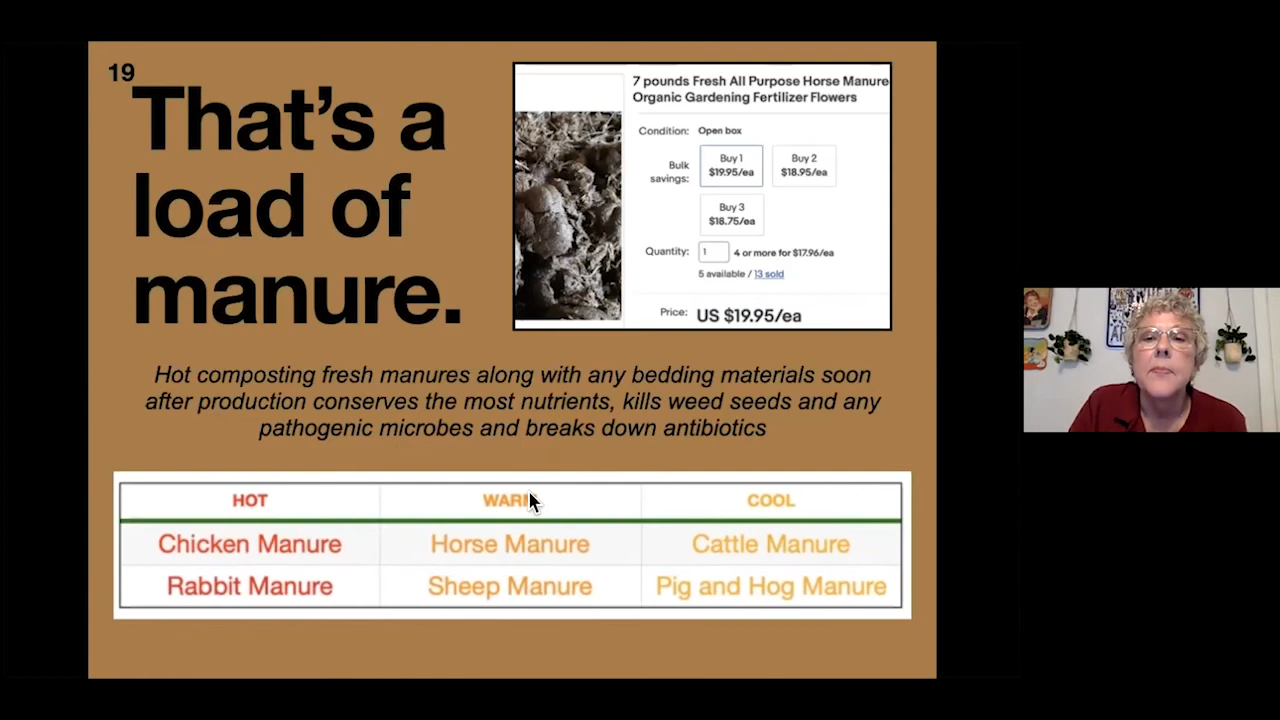 19
That's a
load of
manure.
7 pounds Fresh All Purpose Horse Manure
Organic Gardening Fertilizer Flowers
Condition: Open box
Bulk savings:
Buy 1
$19.95/ea
Buy 2
$18.95/ea
Buy 3
$18.75/ea
Quantity: 1 4 or more for $17.96/ea
5 available / 13 sold
Price: US $19.95/ea
Hot composting fresh manures along with any bedding materials soon
after production conserves the most nutrients, kills weed seeds and any
pathogenic microbes and breaks down antibiotics
HOT WARM COOL
Chicken Manure Horse Manure Cattle Manure
Rabbit Manure Sheep Manure Pig and Hog Manure